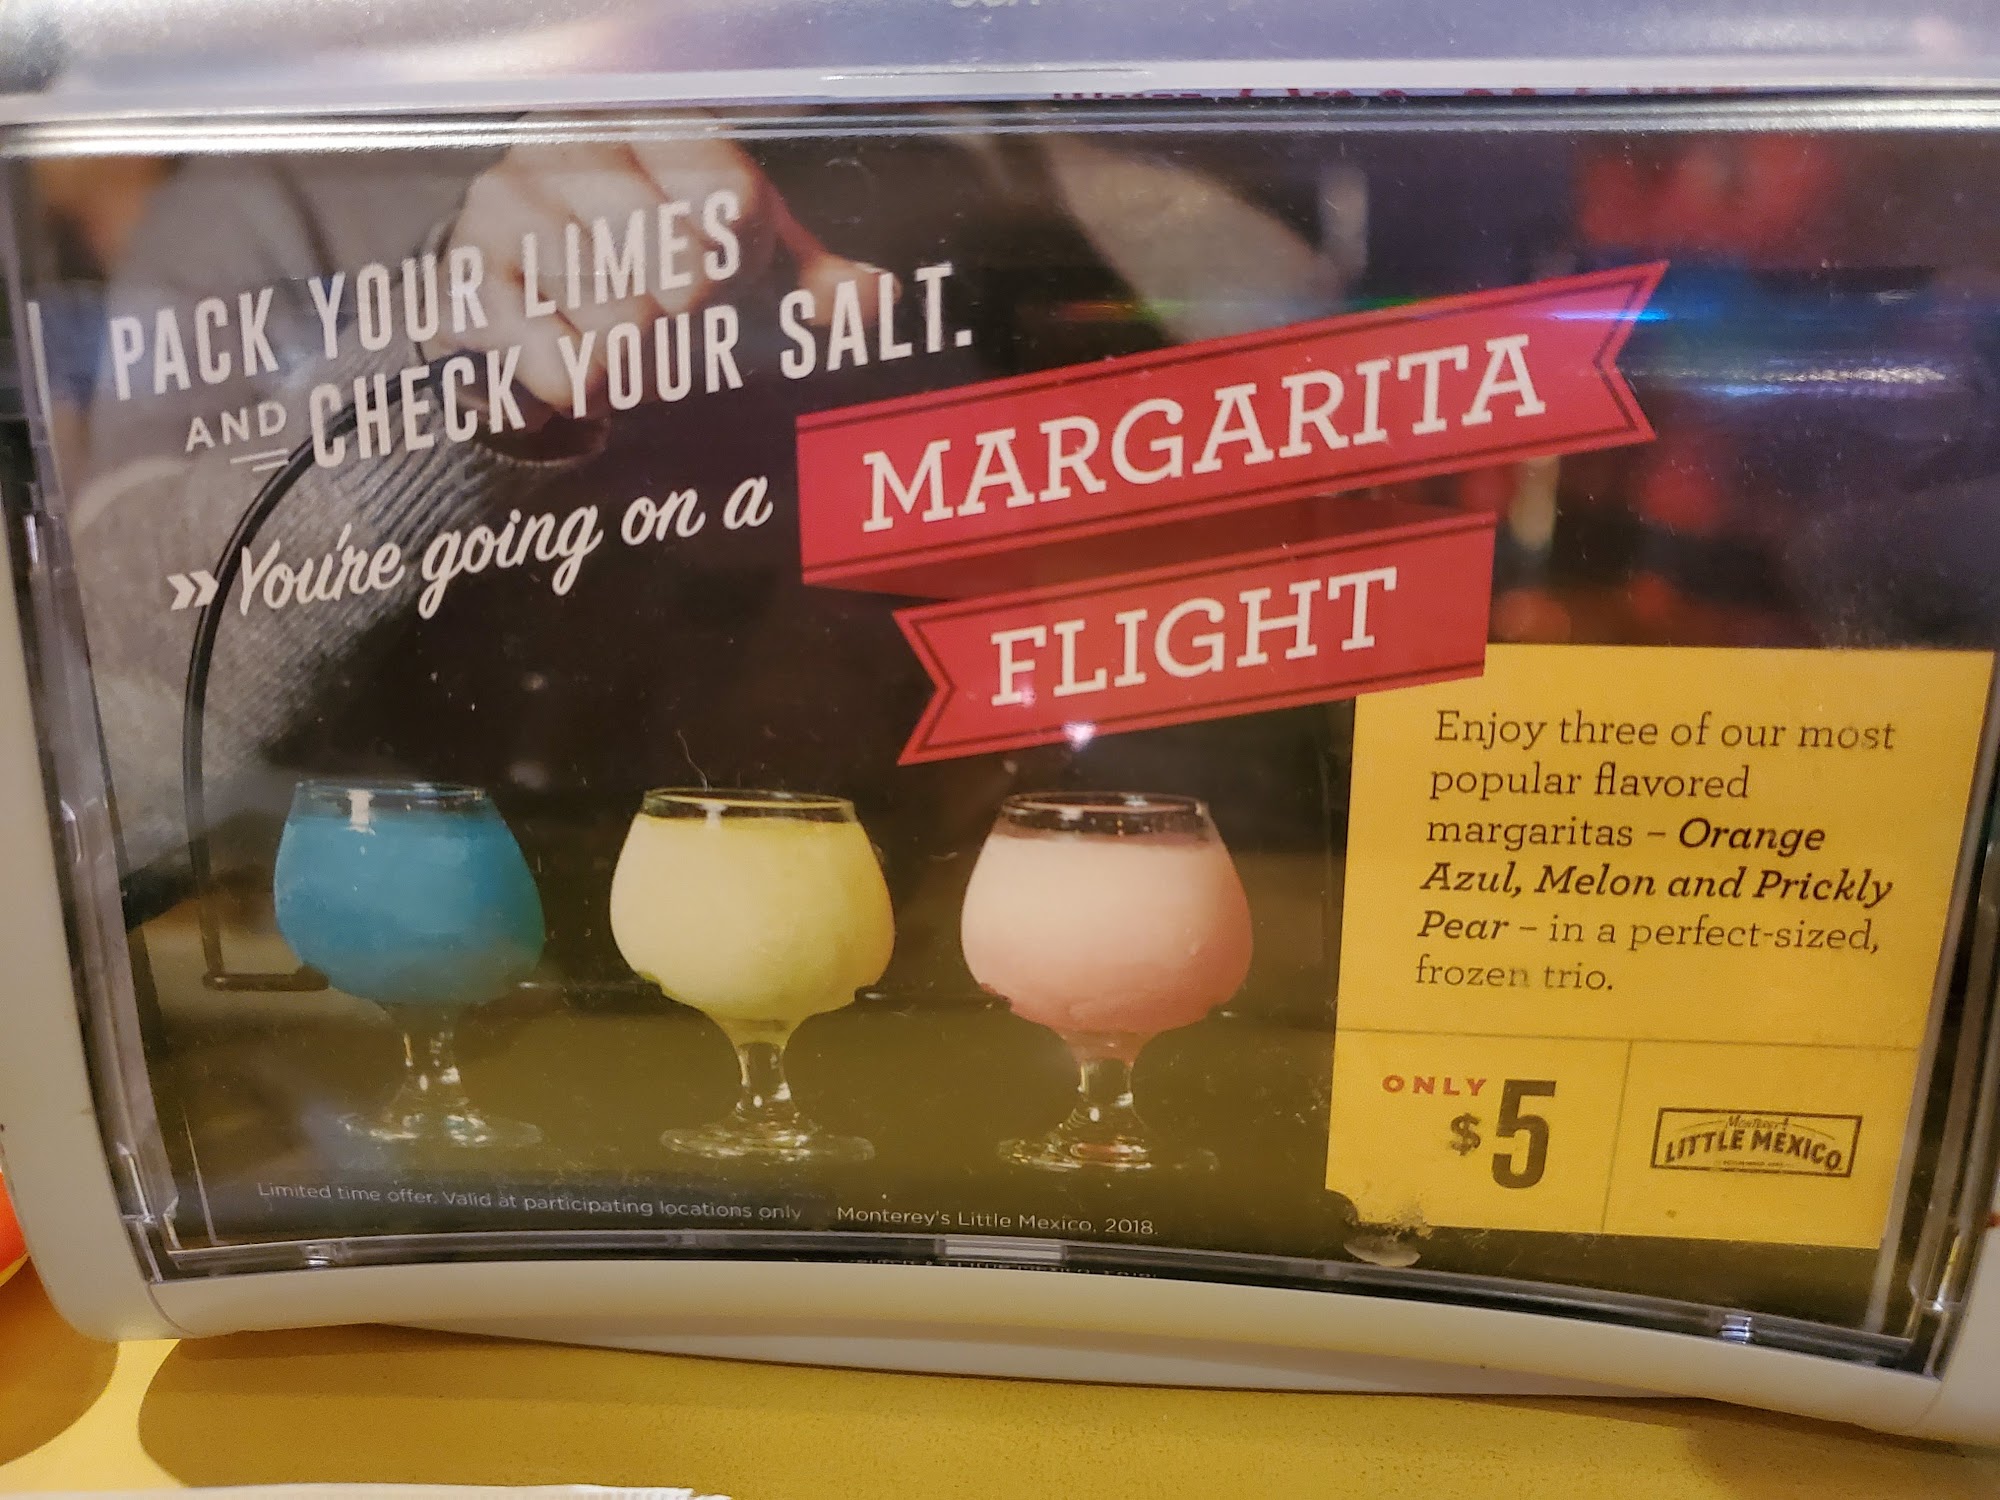 PACK YOUR LIMES
AND CHECK YOUR SALT.
» You're going on a
MARGARITA
FLIGHT
Enjoy three of our most
popular flavored
margaritas – Orange
Azul, Melon and Prickly
Pear – in a perfect-sized,
frozen trio.
ONLY
$5
MONTEREY'S
LITTLE MEXICO
Limited time offer. Valid at participating locations only
Monterey's Little Mexico, 2018.